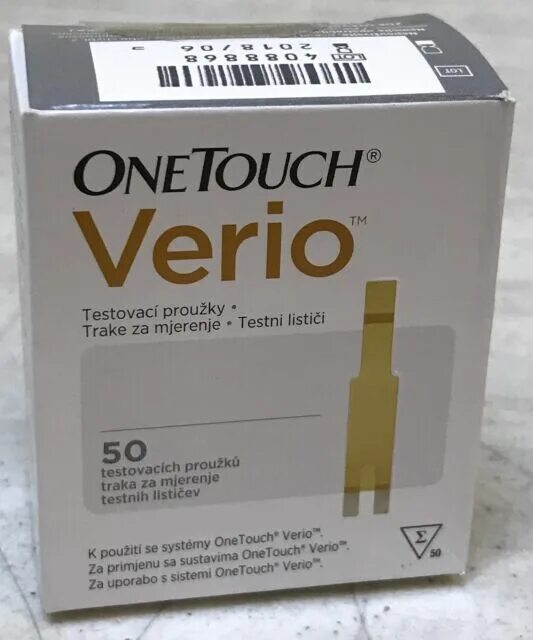 LOT 4088868
2018/06
LOT
ONETOUCH®
Verio™
Testovací proužky •
Trake za mjerenje • Testni lističi
50
testovacích proužků
traka za mjerenje
testnih lističev
K použití se systémy OneTouch® Verio™.
Za primjenu sa sustavima OneTouch® Verio™.
Za uporabo s sistemi OneTouch® Verio™.
Σ
50